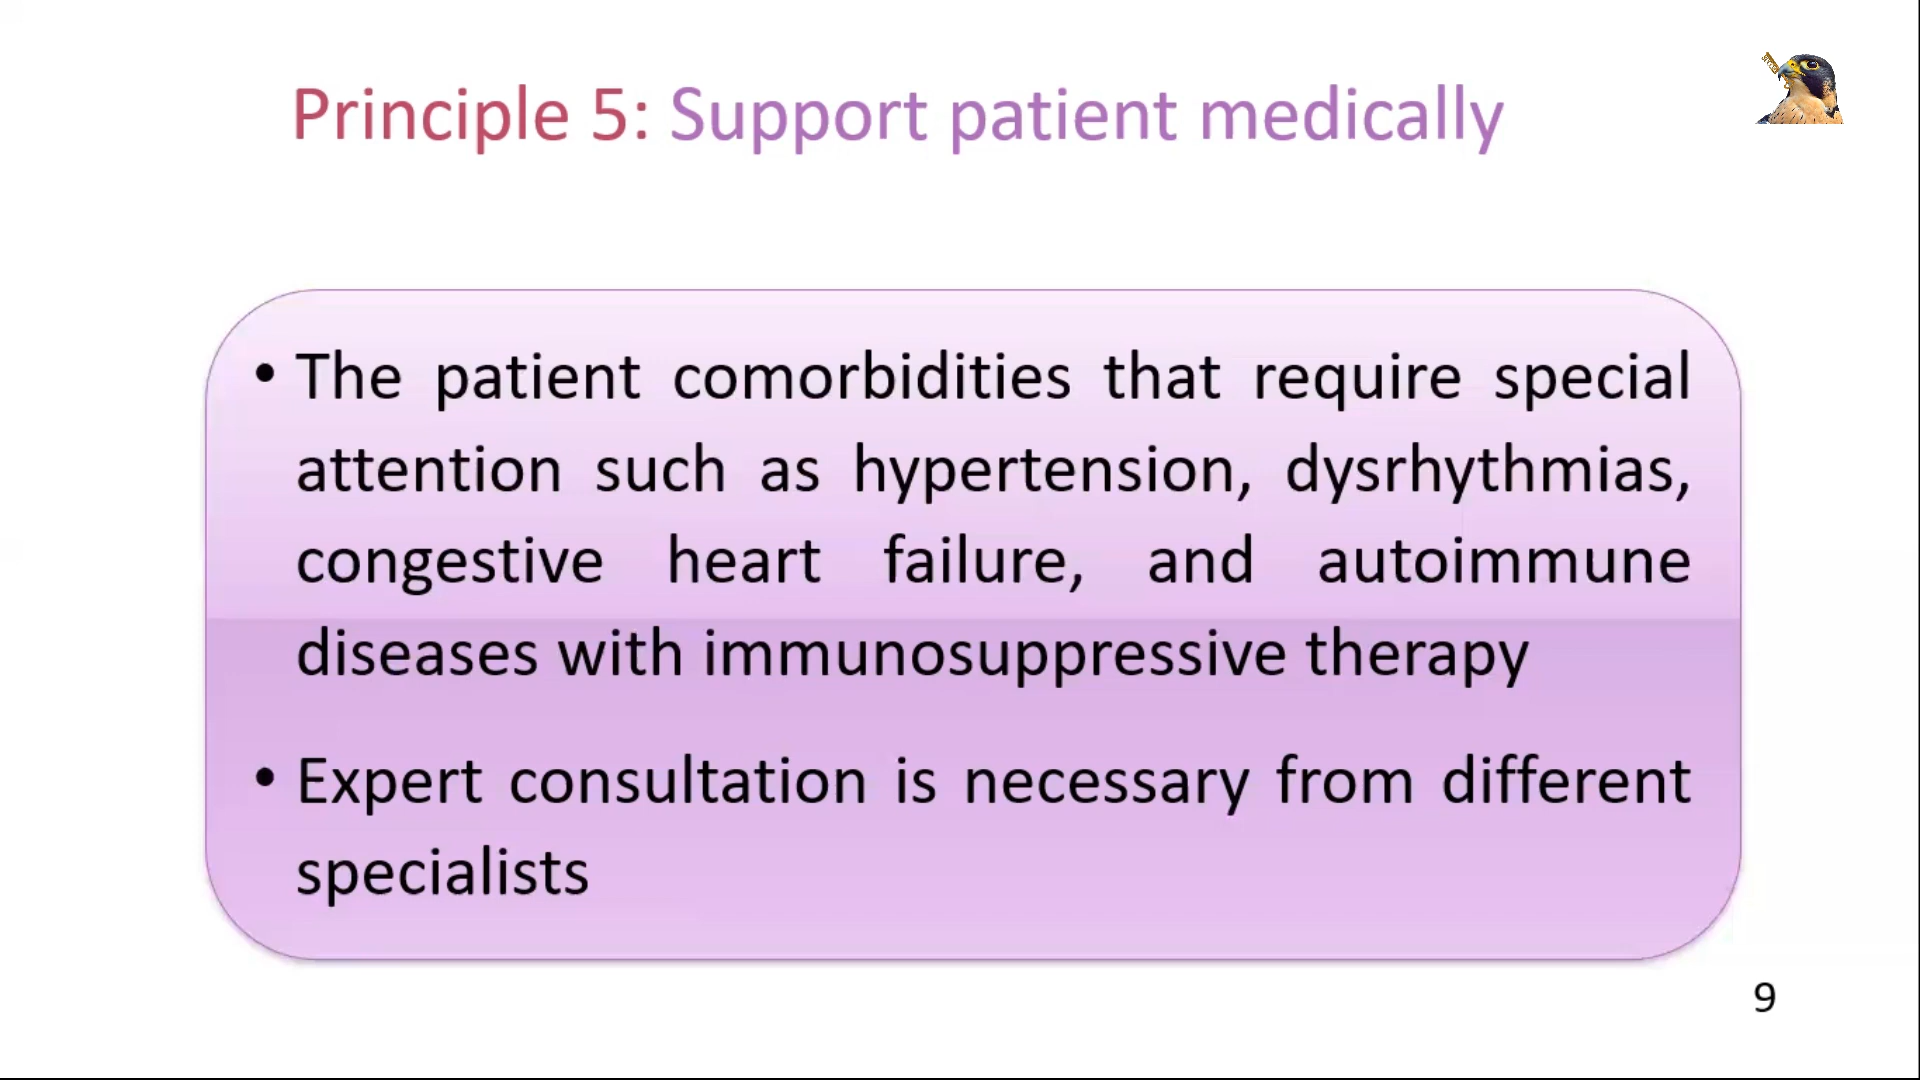 Principle 5: Support patient medically
• The patient comorbidities that require special
attention such as hypertension, dysrhythmias,
congestive heart failure, and autoimmune
diseases with immunosuppressive therapy
• Expert consultation is necessary from different
specialists
9